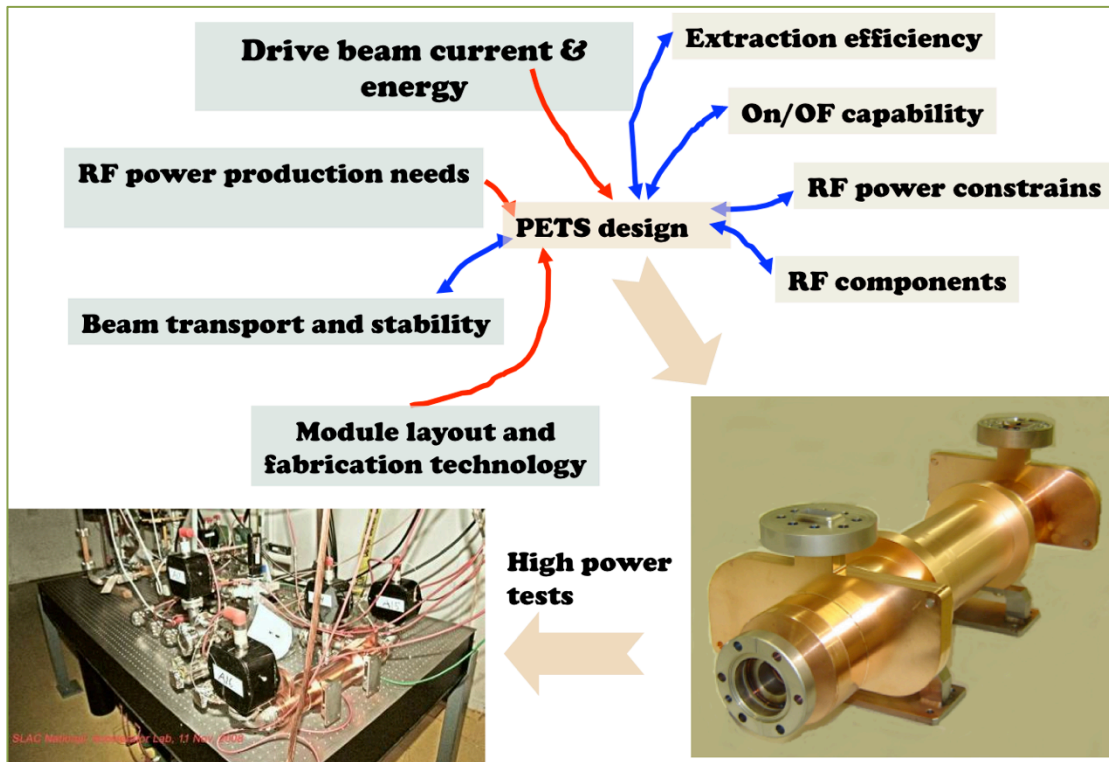 Drive beam current &
energy
Extraction efficiency
On/OF capability
RF power production needs
RF power constrains
PETS design
RF components
Beam transport and stability
Module layout and
fabrication technology
High power
tests
A16
A15
SLAC National Accelerator Lab, 11 Nov. 2008